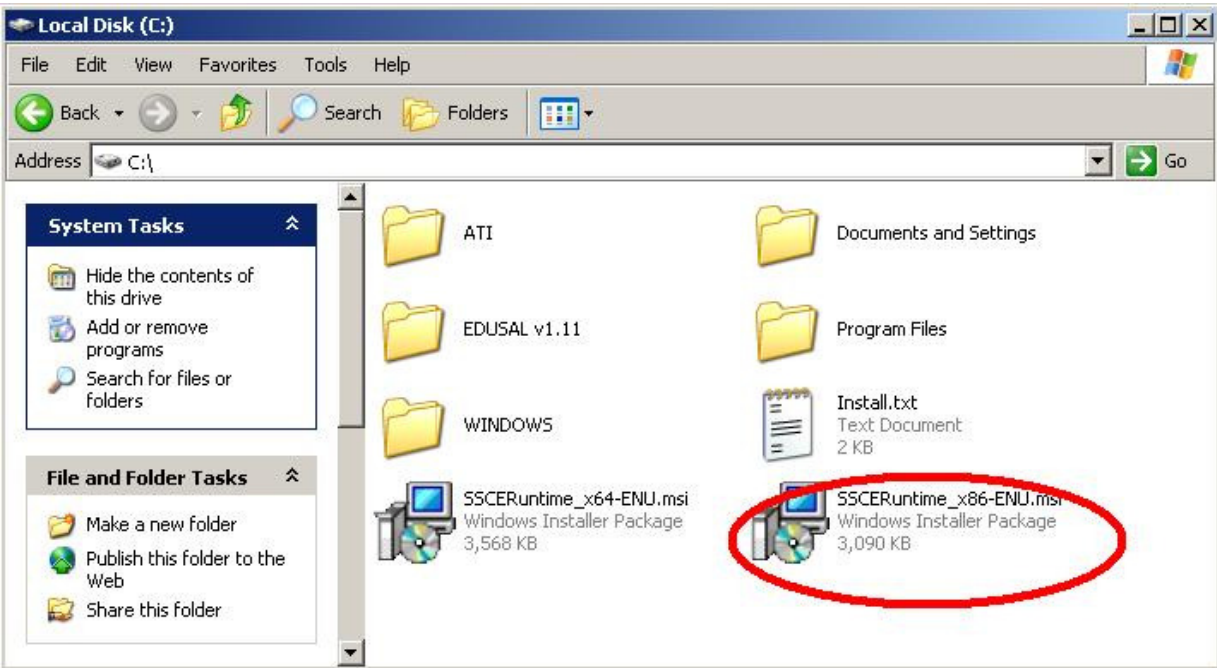 Local Disk (C:)
File Edit View Favorites Tools Help
Back Search Folders
Address C:\ Go
System Tasks
Hide the contents of
this drive
Add or remove
programs
Search for files or
folders
File and Folder Tasks
Make a new folder
Publish this folder to the
Web
Share this folder
ATI
Documents and Settings
EDUSAL v1.11
Program Files
WINDOWS
Install.txt
Text Document
2 KB
SSCERuntime_x64-ENU.msi
Windows Installer Package
3,568 KB
SSCERuntime_x86-ENU.msi
Windows Installer Package
3,090 KB